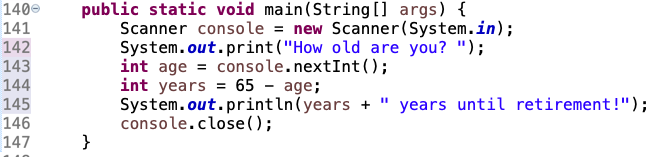 140 public static void main(String[] args) {
141 Scanner console = new Scanner(System.in);
142 System.out.print("How old are you? ");
143 int age = console.nextInt();
144 int years = 65 - age;
145 System.out.println(years + " years until retirement!");
146 console.close();
147 }